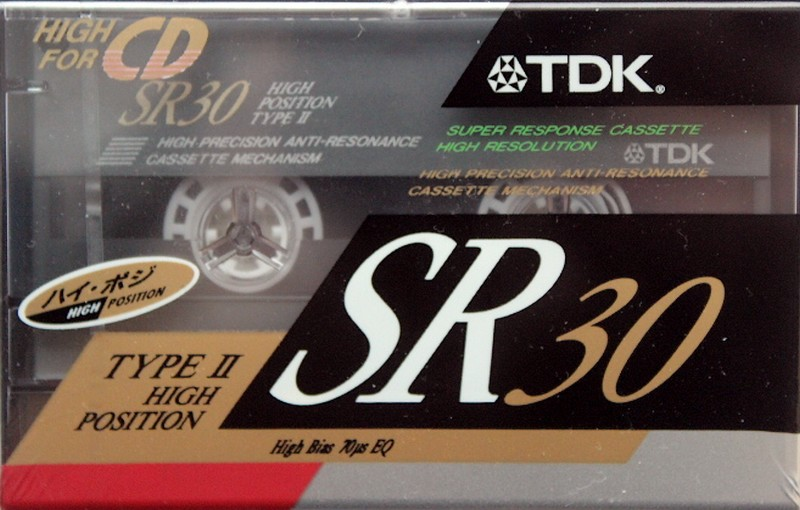 HIGH
FOR CD
TDK®
SR30
HIGH
POSITION
TYPE II
HIGH PRECISION ANTI-RESONANCE
CASSETTE MECHANISM
SUPER RESPONSE CASSETTE
HIGH RESOLUTION
TDK
HIGH PRECISION ANTI-RESONANCE
CASSETTE MECHANISM
ハイ・ポジ
HIGH POSITION
SR30
TYPE II
HIGH
POSITION
High Bias 70μs EQ